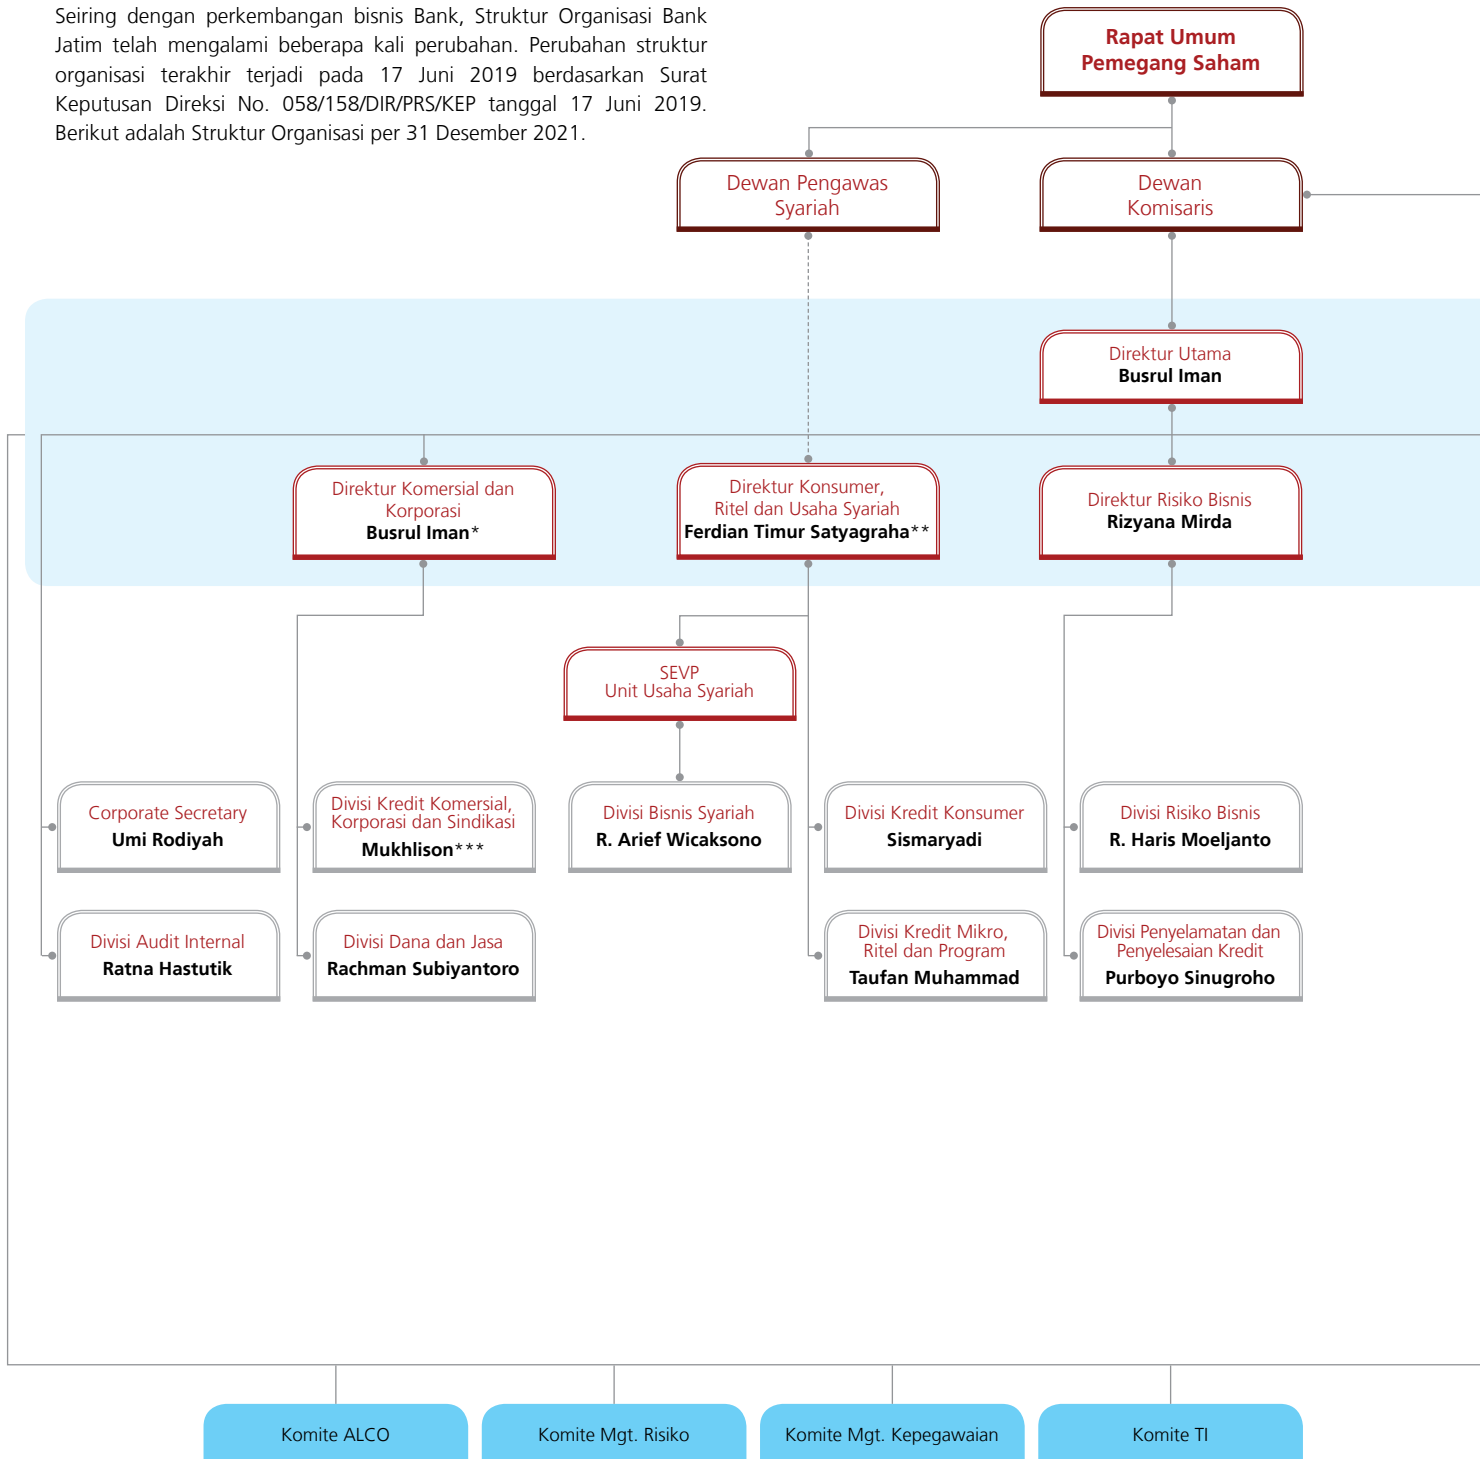 Seiring dengan perkembangan bisnis Bank, Struktur Organisasi Bank
Jatim telah mengalami beberapa kali perubahan. Perubahan struktur
organisasi terakhir terjadi pada 17 Juni 2019 berdasarkan Surat
Keputusan Direksi No. 058/158/DIR/PRS/KEP tanggal 17 Juni 2019.
Berikut adalah Struktur Organisasi per 31 Desember 2021.
Rapat Umum
Pemegang Saham
Dewan Pengawas
Syariah
Dewan
Komisaris
Direktur Utama
Busrul Iman
Direktur Komersial dan
Korporasi
Busrul Iman*
Direktur Konsumer,
Ritel dan Usaha Syariah
Ferdian Timur Satyagraha**
Direktur Risiko Bisnis
Rizyana Mirda
SEVP
Unit Usaha Syariah
Corporate Secretary
Umi Rodiyah
Divisi Kredit Komersial,
Korporasi dan Sindikasi
Mukhlison***
Divisi Bisnis Syariah
R. Arief Wicaksono
Divisi Kredit Konsumer
Sismaryadi
Divisi Risiko Bisnis
R. Haris Moeljanto
Divisi Audit Internal
Ratna Hastutik
Divisi Dana dan Jasa
Rachman Subiyantoro
Divisi Kredit Mikro,
Ritel dan Program
Taufan Muhammad
Divisi Penyelamatan dan
Penyelesaian Kredit
Purboyo Sinugroho
Komite ALCO
Komite Mgt. Risiko
Komite Mgt. Kepegawaian
Komite TI